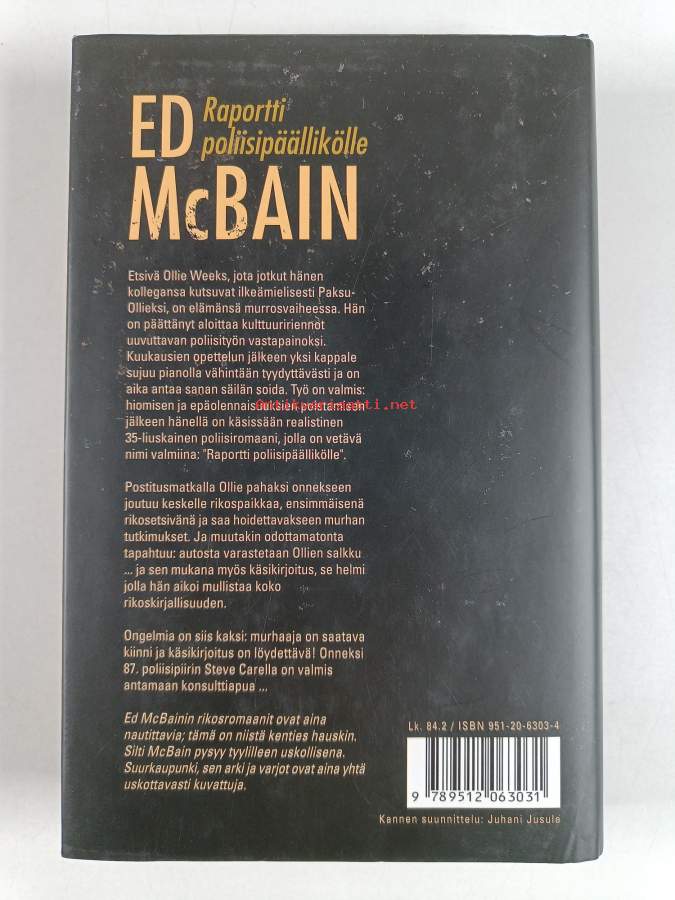 ED
Raportti
poliisipäällikölle
McBAIN
Etsivä Ollie Weeks, jota jotkut hänen
kollegansa kutsuvat ilkeämielisesti Paksu-
Ollieksi, on elämänsä murrosvaiheessa. Hän
on päättänyt aloittaa kulttuuririennot
uuvuttavan poliisityön vastapainoksi.
Kuukausien opettelun jälkeen yksi kappale
sujuu pianolla vähintään tyydyttävästi ja on
aika antaa sanan säilän soida. Työ on valmis:
hiomisen ja epäolennaisuuksien poistamisen
jälkeen hänellä on käsissään realistinen
35-liuskainen poliisiromaani, jolla on vetävä
nimi valmiina: "Raportti poliisipäällikölle".
Postitusmatkalla Ollie pahaksi onnekseen
joutuu keskelle rikospaikkaa, ensimmäisenä
rikosetsivänä ja saa hoidettavakseen murhan
tutkimukset. Ja muutakin odottamatonta
tapahtuu: autosta varastetaan Ollien salkku
... ja sen mukana myös käsikirjoitus, se helmi
jolla hän aikoi mullistaa koko
rikoskirjallisuuden.
Ongelmia on siis kaksi: murhaaja on saatava
kiinni ja käsikirjoitus on löydettävä! Onneksi
87. poliisipiirin Steve Carella on valmis
antamaan konsulttiapua ...
Ed McBainin rikosromaanit ovat aina
nautittavia; tämä on niistä kenties hauskin.
Silti McBain pysyy tyylilleen uskollisena.
Suurkaupunki, sen arki ja varjot ovat aina yhtä
uskottavasti kuvattuja.
Lk. 84.2 / ISBN 951-20-6303-4
9 789512 063031
Kannen suunnittelu: Juhani Jusule